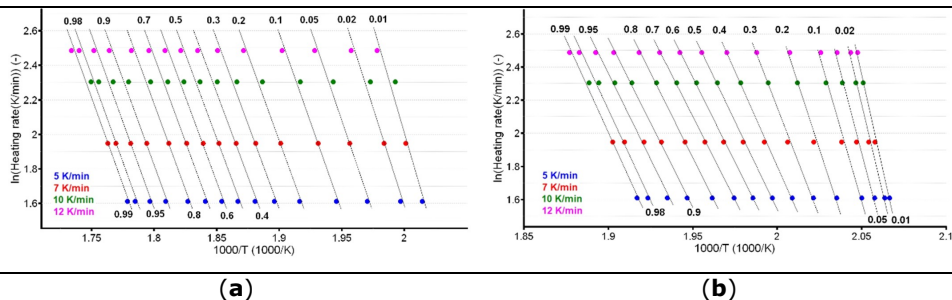 0.98 0.9 0.7 0.5 0.3 0.2 0.1 0.05 0.02 0.01
2.6
2.4
2.2
2
1.8
1.6
ln(Heating rate(K/min)) (-)
5 K/min
7 K/min
10 K/min
12 K/min
0.99 0.95 0.8 0.6 0.4
1.75 1.8 1.85 1.9 1.95 2
1000/T (1000/K)
(a)
0.99 0.95 0.8 0.7 0.6 0.5 0.4 0.3 0.2 0.1 0.02
2.6
2.4
2.2
2
1.8
1.6
ln(Heating rate(K/min)) (-)
5 K/min
7 K/min
10 K/min
12 K/min
0.98 0.9 0.05 0.01
1.85 1.9 1.95 2 2.05 2.1
1000/T (1000/K)
(b)